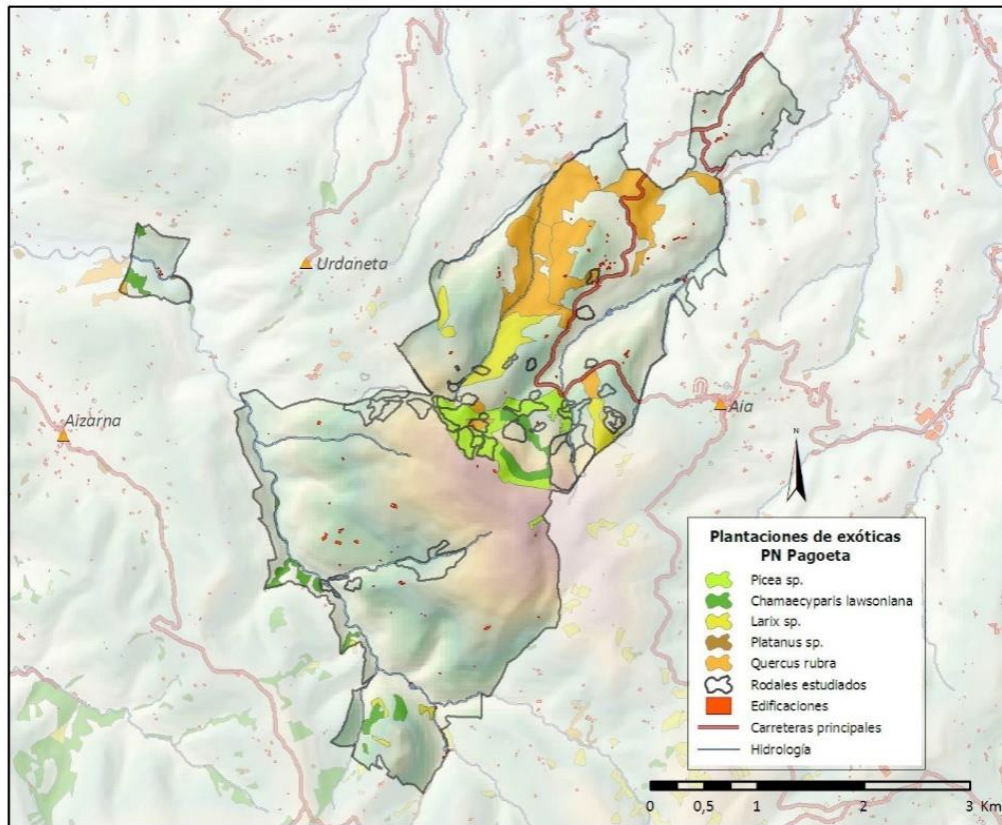 Urdaneta
Aizarna
Aia
N
Plantaciones de exóticas
PN Pagoeta
Picea sp.
Chamaecyparis lawsoniana
Larix sp.
Platanus sp.
Quercus rubra
Rodales estudiados
Edificaciones
Carreteras principales
Hidrología
0 0,5 1 2 3 Km